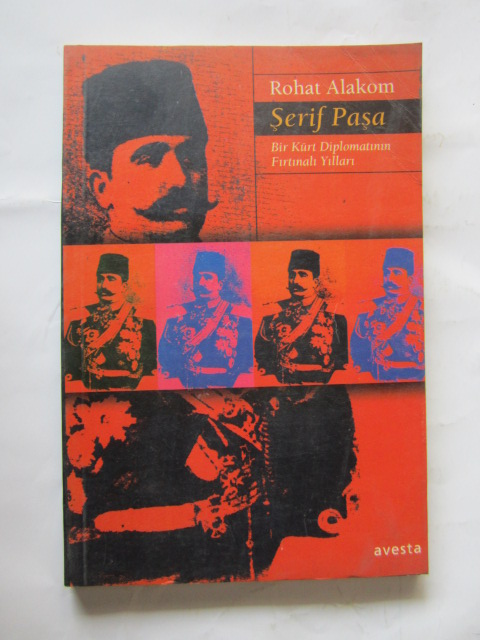 Rohat Alakom
Şerif Paşa
Bir Kürt Diplomatının
Fırtınalı Yılları
avesta